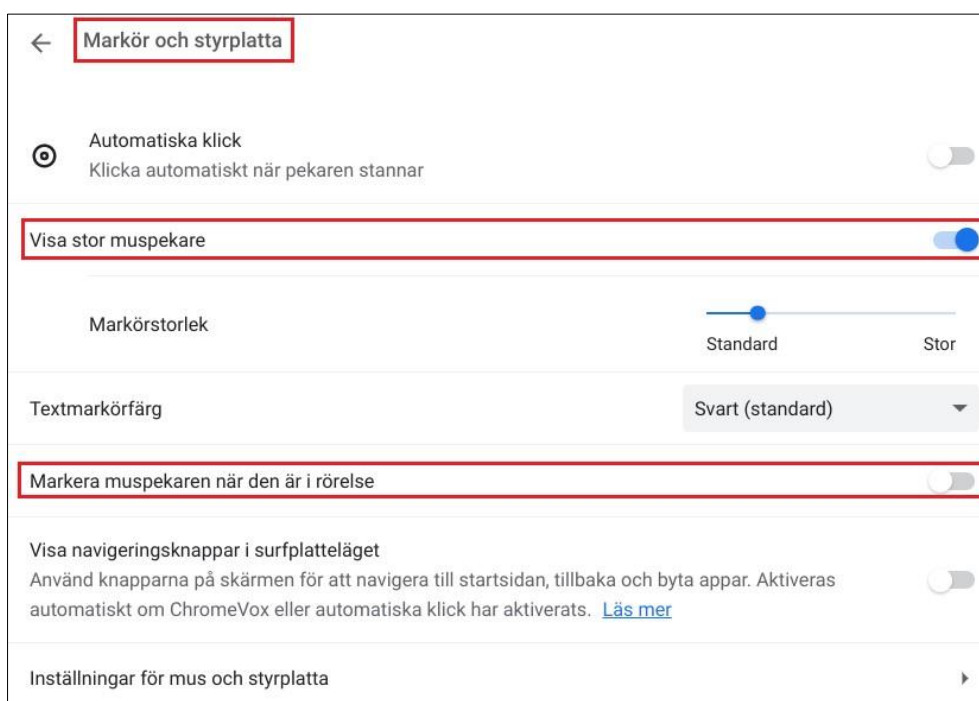 Markör och styrplatta
Automatiska klick
Klicka automatiskt när pekaren stannar
Visa stor muspekare
Markörstorlek
Standard
Stor
Textmarkörfärg
Svart (standard)
Markera muspekaren när den är i rörelse
Visa navigeringsknappar i surfplatteläget
Använd knapparna på skärmen för att navigera till startsidan, tillbaka och byta appar. Aktiveras
automatiskt om ChromeVox eller automatiska klick har aktiverats. Läs mer
Inställningar för mus och styrplatta